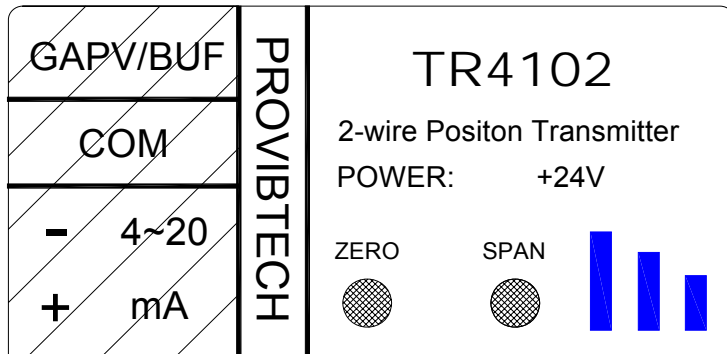 GAPV/BUF
COM
- 4~20
+ mA
PROVIBTECH
TR4102
2-wire Positon Transmitter
POWER: +24V
ZERO SPAN